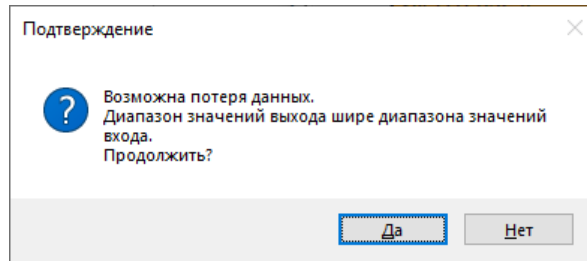 Подтверждение
Возможна потеря данных.
Диапазон значений выхода шире диапазона значений
входа.
Продолжить?
Да
Нет